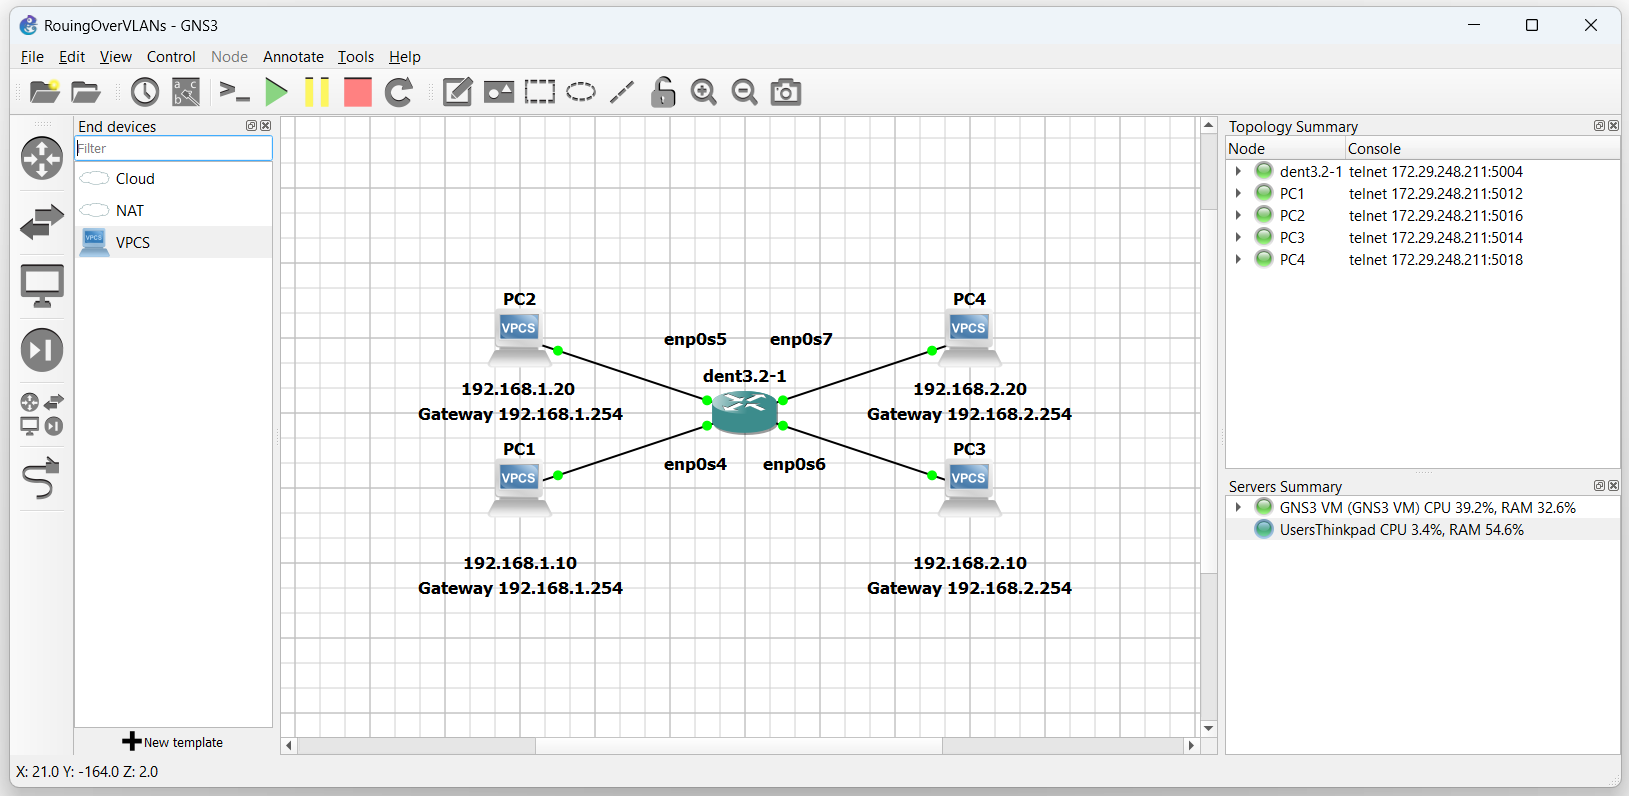 RouingOverVLANs - GNS3
File Edit View Control Node Annotate Tools Help
End devices
Filter
Cloud
NAT
VPCS
New template
PC2
VPCS
192.168.1.20
Gateway 192.168.1.254
PC1
VPCS
192.168.1.10
Gateway 192.168.1.254
enp0s5
enp0s7
dent3.2-1
enp0s4
enp0s6
PC4
VPCS
192.168.2.20
Gateway 192.168.2.254
PC3
VPCS
192.168.2.10
Gateway 192.168.2.254
Topology Summary
Node Console
dent3.2-1 telnet 172.29.248.211:5004
PC1 telnet 172.29.248.211:5012
PC2 telnet 172.29.248.211:5016
PC3 telnet 172.29.248.211:5014
PC4 telnet 172.29.248.211:5018
Servers Summary
GNS3 VM (GNS3 VM) CPU 39.2%, RAM 32.6%
UsersThinkpad CPU 3.4%, RAM 54.6%
X: 21.0 Y: -164.0 Z: 2.0